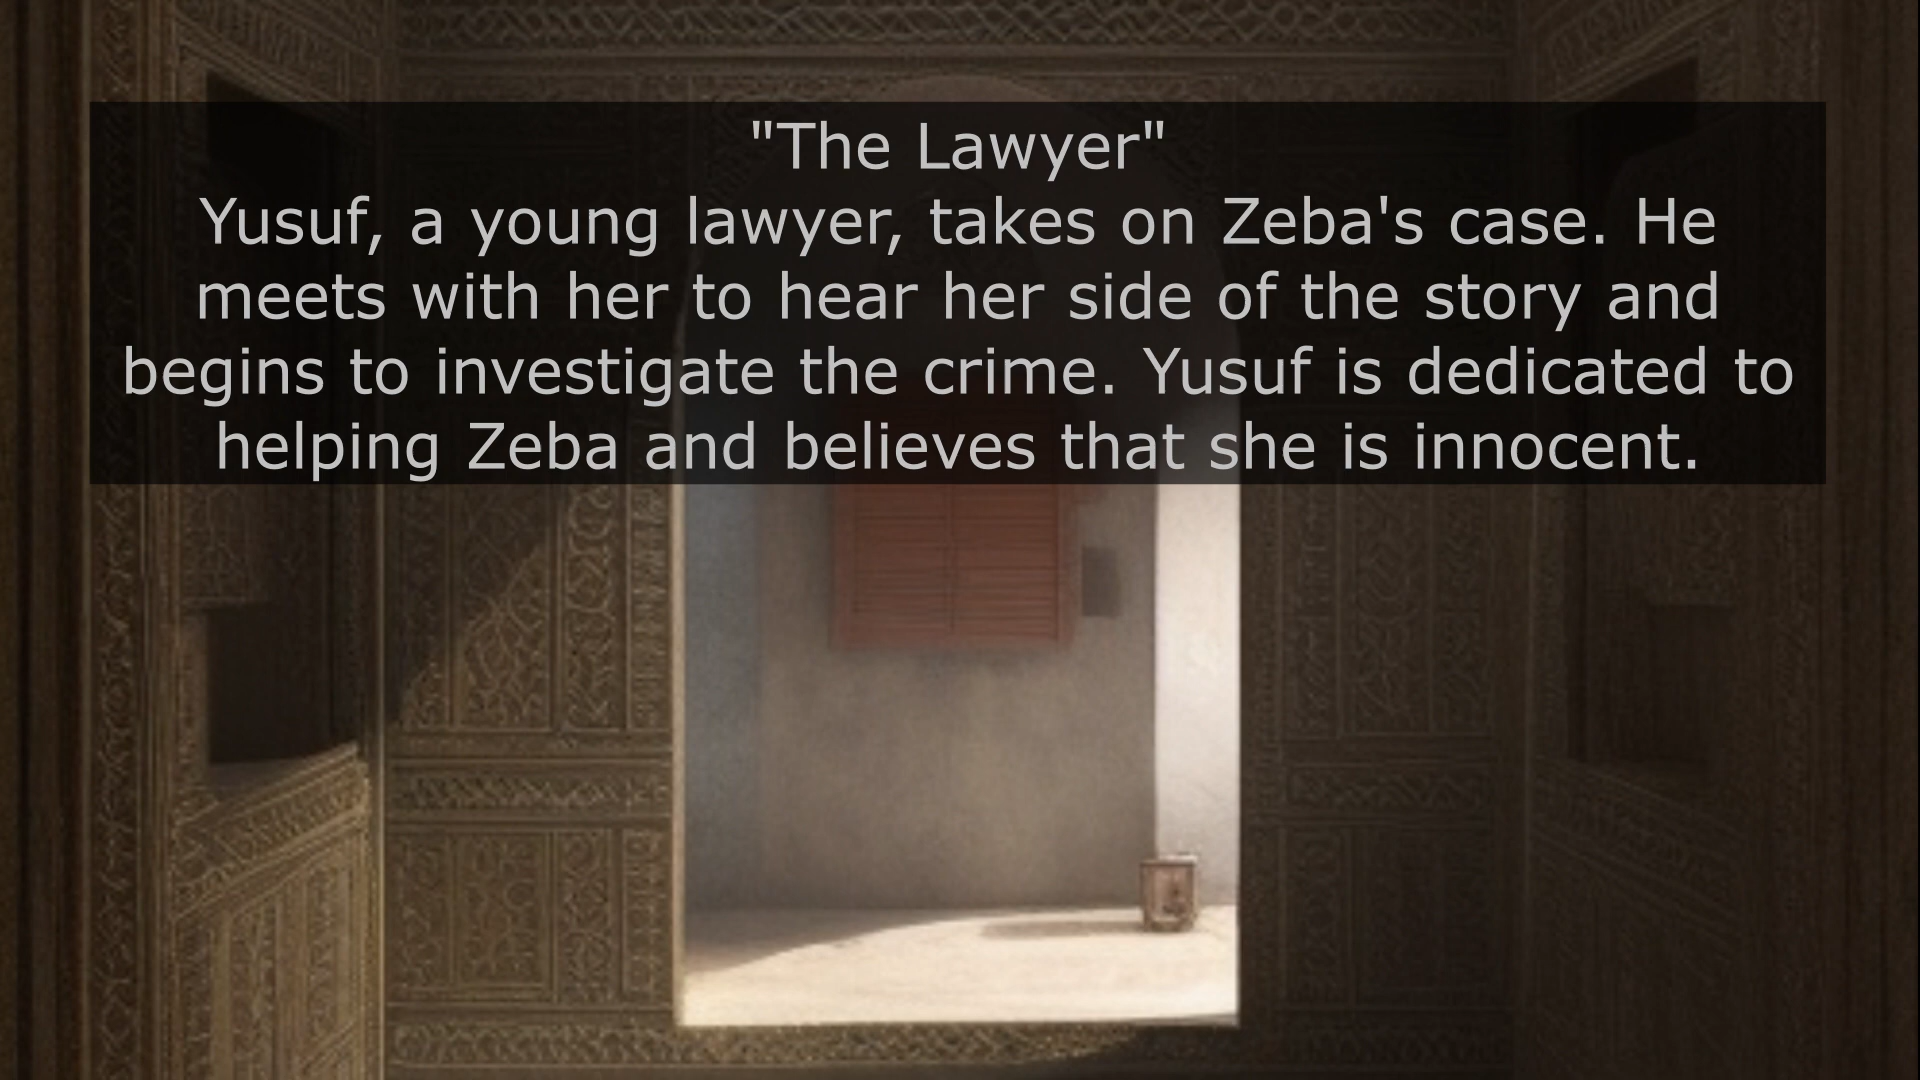 "The Lawyer"
Yusuf, a young lawyer, takes on Zeba's case. He
meets with her to hear her side of the story and
begins to investigate the crime. Yusuf is dedicated to
helping Zeba and believes that she is innocent.